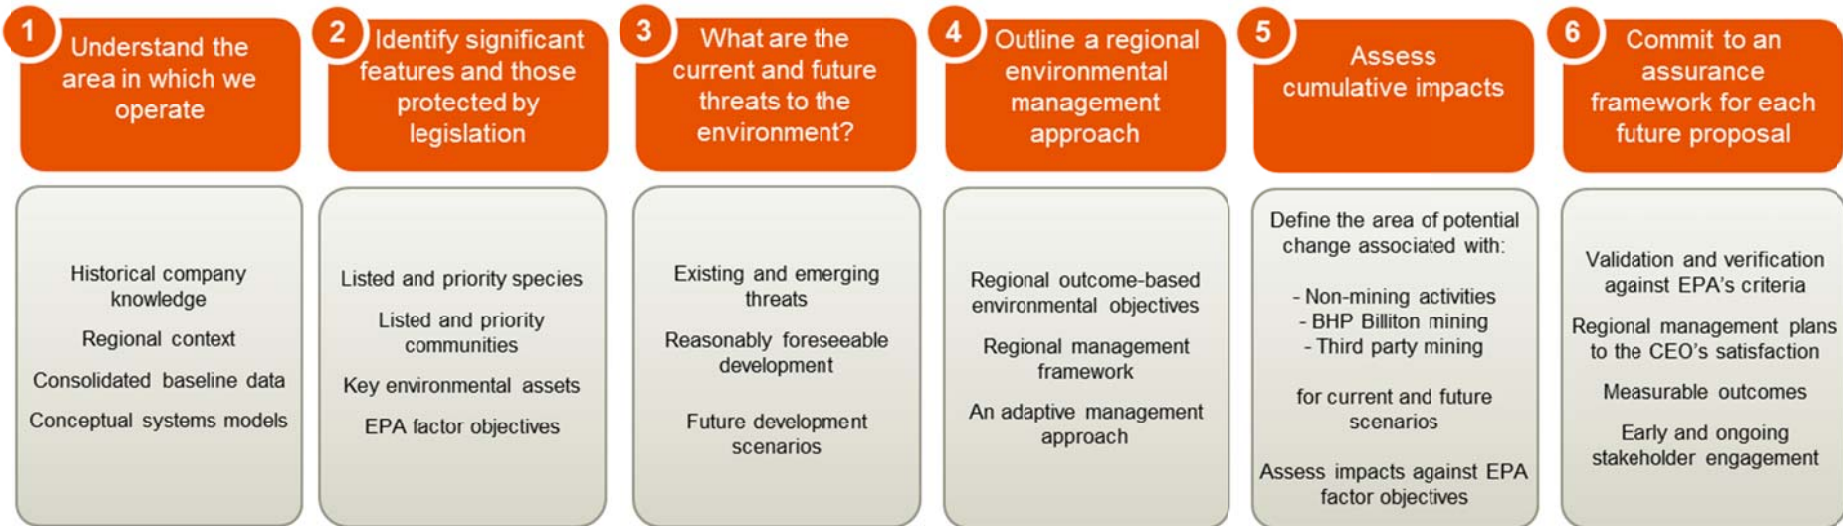 1
Understand the
area in which we
operate
Historical company
knowledge
Regional context
Consolidated baseline data
Conceptual systems models
2
Identify significant
features and those
protected by
legislation
Listed and priority species
Listed and priority
communities
Key environmental assets
EPA factor objectives
3
What are the
current and future
threats to the
environment?
Existing and emerging
threats
Reasonably foreseeable
development
Future development
scenarios
4
Outline a regional
environmental
management
approach
Regional outcome-based
environmental objectives
Regional management
framework
An adaptive management
approach
5
Assess
cumulative impacts
Define the area of potential
change associated with:
- Non-mining activities
- BHP Billiton mining
- Third party mining
for current and future
scenarios
Assess impacts against EPA
factor objectives
6
Commit to an
assurance
framework for each
future proposal
Validation and verification
against EPA's criteria
Regional management plans
to the CEO's satisfaction
Measurable outcomes
Early and ongoing
stakeholder engagement